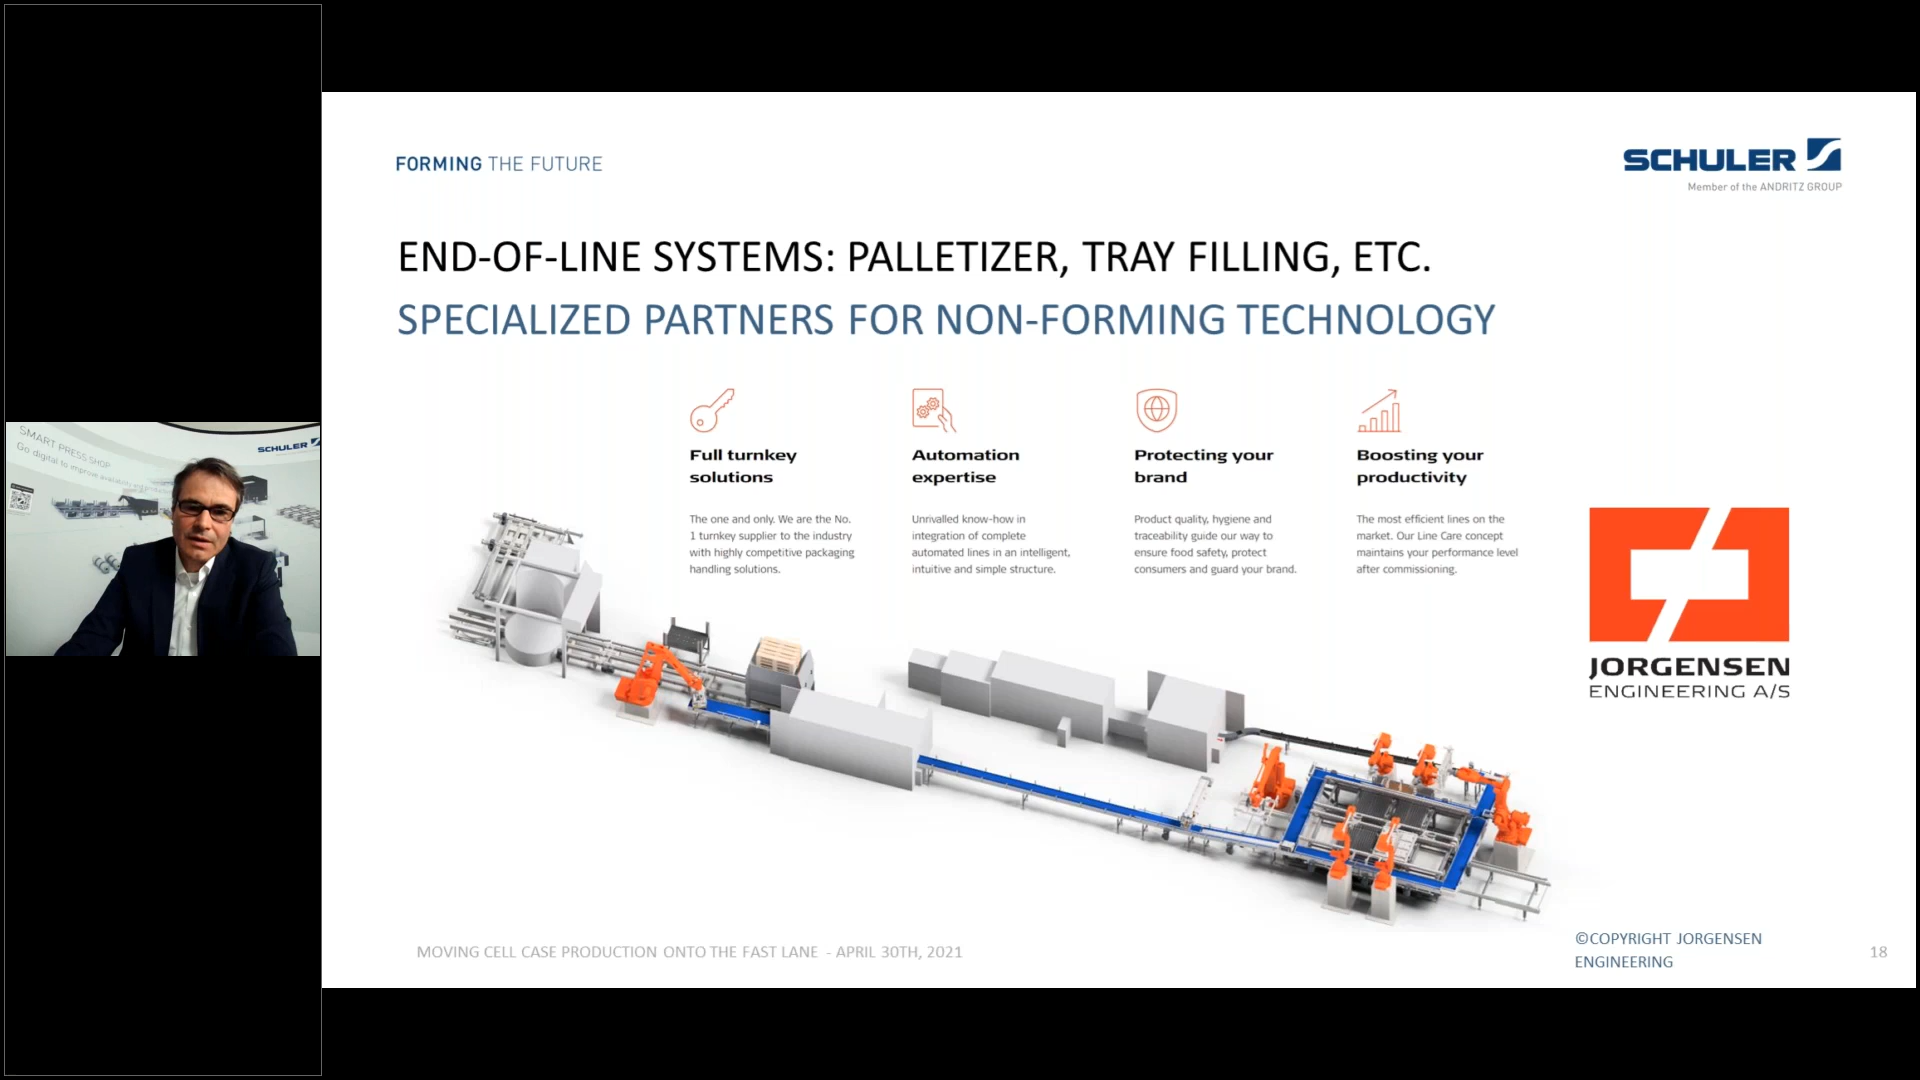 FORMING THE FUTURE
SCHULER
Member of the ANDRITZ GROUP
END-OF-LINE SYSTEMS: PALLETIZER, TRAY FILLING, ETC.
SPECIALIZED PARTNERS FOR NON-FORMING TECHNOLOGY
Full turnkey
solutions
The one and only. We are the No.
1 turnkey supplier to the industry
with highly competitive packaging
handling solutions.
Automation
expertise
Unrivalled know-how in
integration of complete
automated lines in an intelligent,
intuitive and simple structure.
Protecting your
brand
Product quality, hygiene and
traceability guide our way to
ensure food safety, protect
consumers and guard your brand.
Boosting your
productivity
The most efficient lines on the
market. Our Line Care concept
maintains your performance level
after commissioning.
JORGENSEN
ENGINEERING A/S
SMART PRESS SHOP
Go digital to improve availability and
SCHULER
MOVING CELL CASE PRODUCTION ONTO THE FAST LANE - APRIL 30TH, 2021
©COPYRIGHT JORGENSEN
ENGINEERING
18